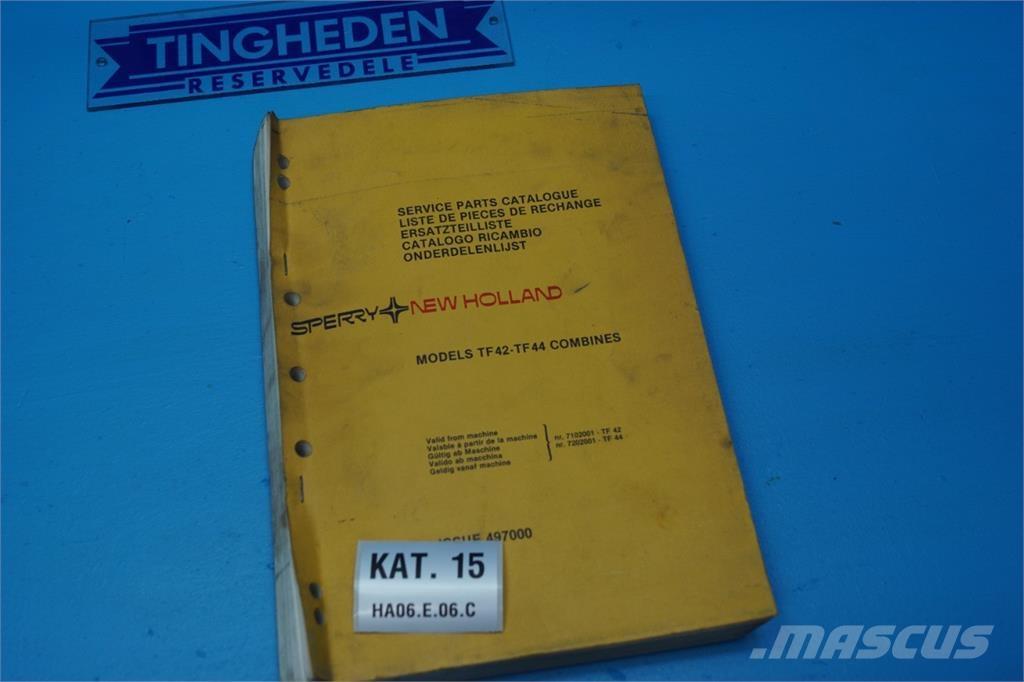 TINGHEDEN
RESERVEDELE
SERVICE PARTS CATALOGUE
LISTE DE PIECES DE RECHANGE
ERSATZTEILLISTE
CATALOGO RICAMBIO
ONDERDELENLIJST
SPERRY NEW HOLLAND
MODELS TF42-TF44 COMBINES
Valid from machine
Valable à partir de la machine
Gültig ab Maschine
Valido ab macchina
Geldig vanaf machine
nr. 7102001 - TF 42
nr. 7202001 - TF 44
ISSUE 497000
KAT. 15
HA06.E.06.C
.MASCUS